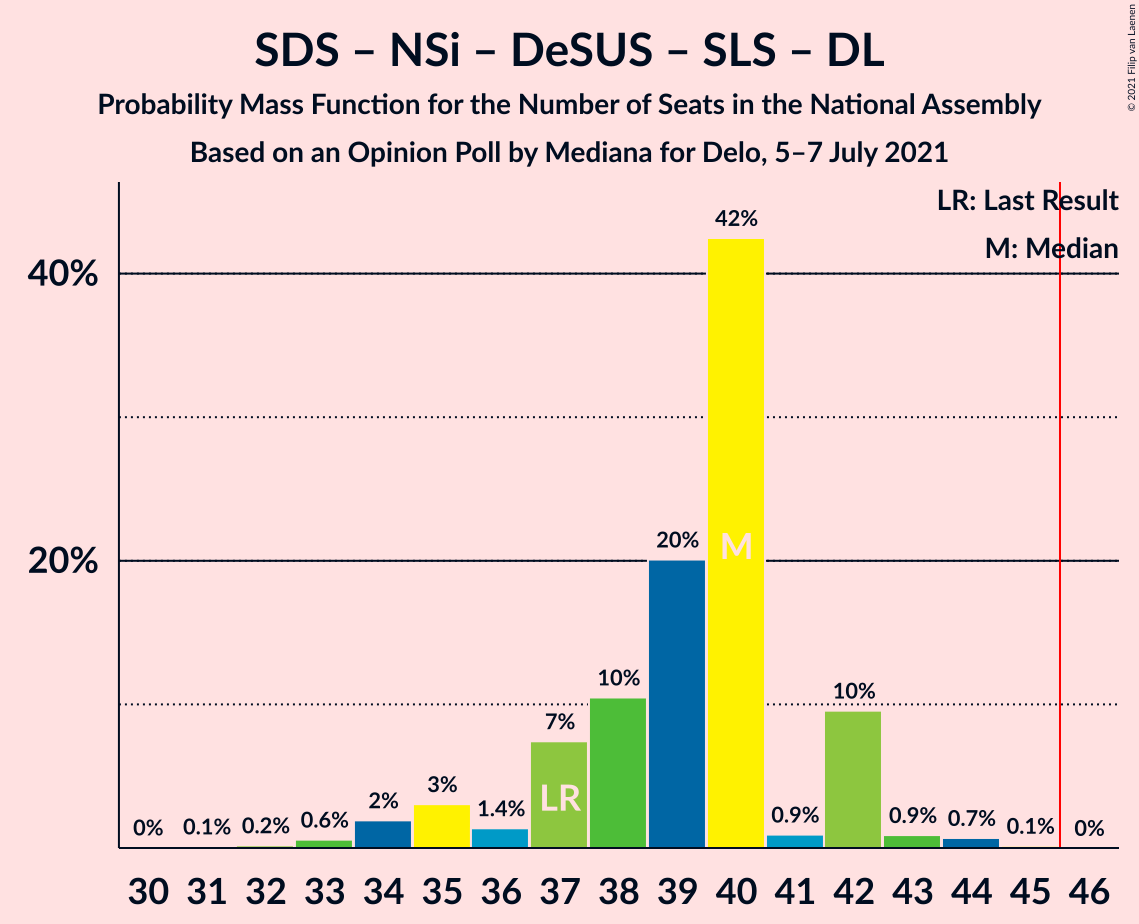 SDS – NSi – DeSUS – SLS – DL
Probability Mass Function for the Number of Seats in the National Assembly
Based on an Opinion Poll by Mediana for Delo, 5–7 July 2021
© 2021 Filip van Laenen
LR: Last Result
M: Median
40%
20%
0%
0.1%
0.2%
0.6%
2%
3%
1.4%
7%
10%
20%
42%
0.9%
10%
0.9%
0.7%
0.1%
0%
LR
M
30 31 32 33 34 35 36 37 38 39 40 41 42 43 44 45 46